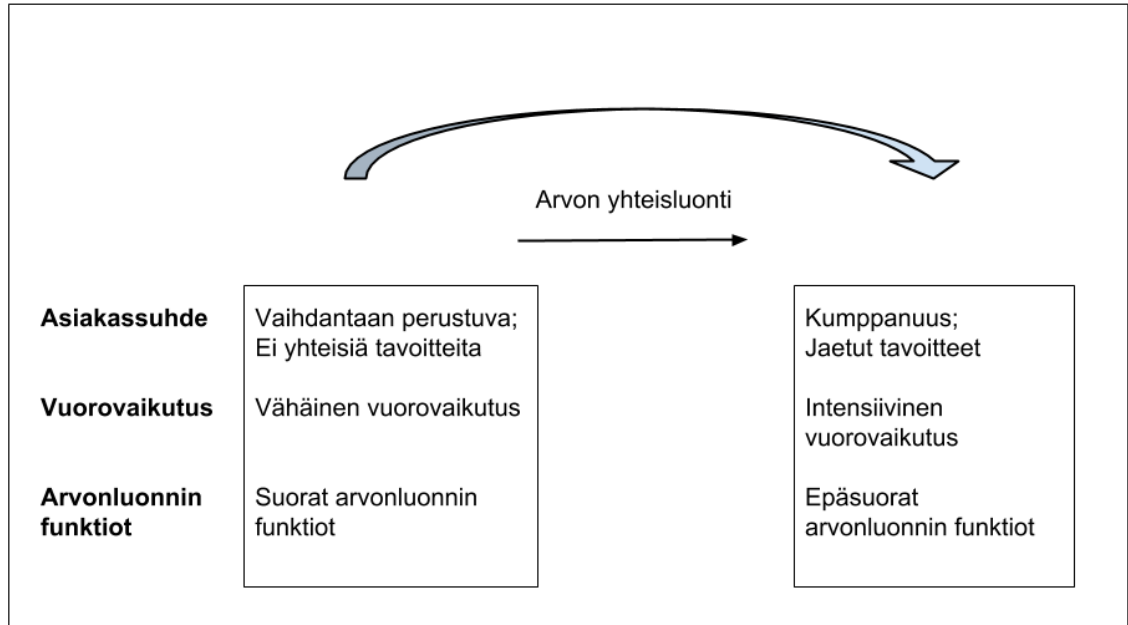 Arvon yhteisluonti
Asiakassuhde
Vaihdantaan perustuva;
Ei yhteisiä tavoitteita
Kumppanuus;
Jaetut tavoitteet
Vuorovaikutus
Vähäinen vuorovaikutus
Intensiivinen
vuorovaikutus
Arvonluonnin
funktiot
Suorat arvonluonnin
funktiot
Epäsuorat
arvonluonnin funktiot